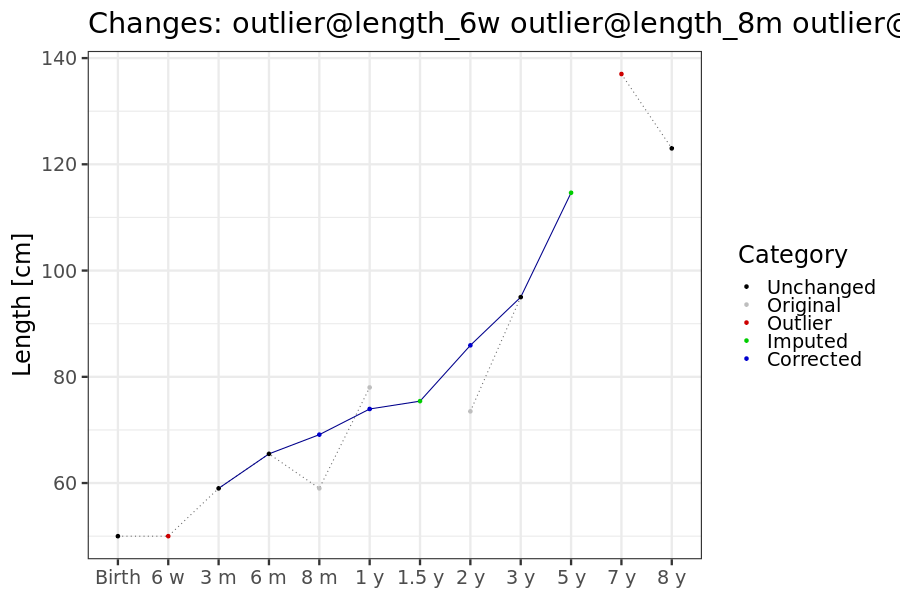 Changes: outlier@length_6w outlier@length_8m outlier@
140
120
100
80
60
Length [cm]
Birth 6 w 3 m 6 m 8 m 1 y 1.5 y 2 y 3 y 5 y 7 y 8 y
Category
Unchanged
Original
Outlier
Imputed
Corrected